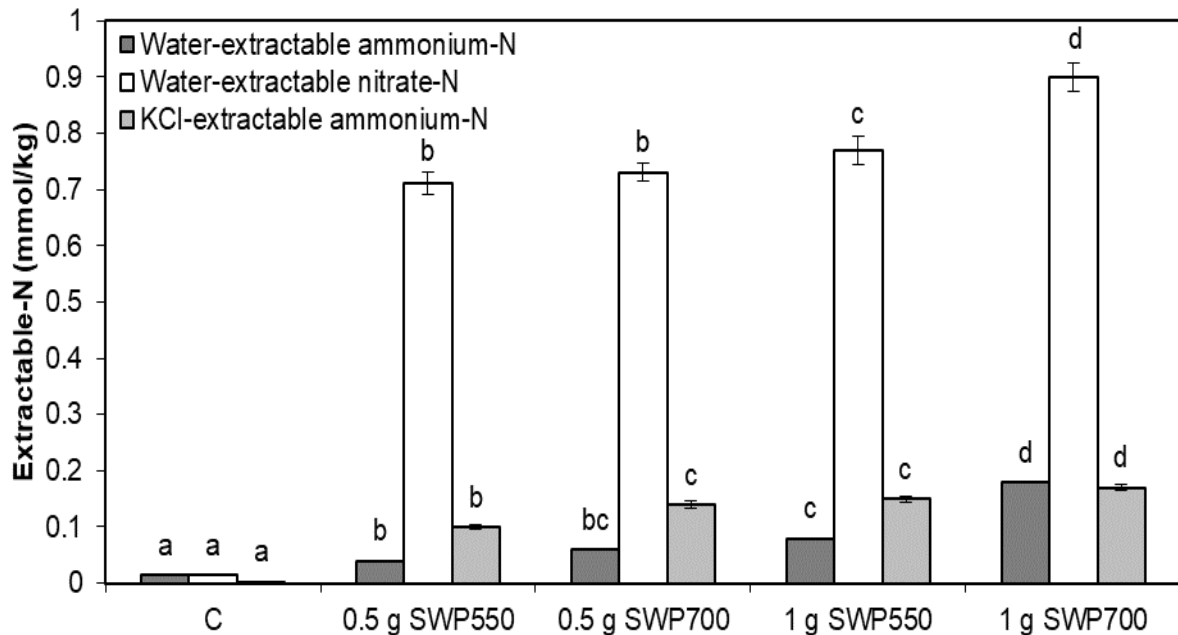 Extractable-N (mmol/kg)
1
0.9
0.8
0.7
0.6
0.5
0.4
0.3
0.2
0.1
0
Water-extractable ammonium-N
Water-extractable nitrate-N
KCl-extractable ammonium-N
a a a
b b b
bc b c
c c c
d d d
C 0.5 g SWP550 0.5 g SWP700 1 g SWP550 1 g SWP700